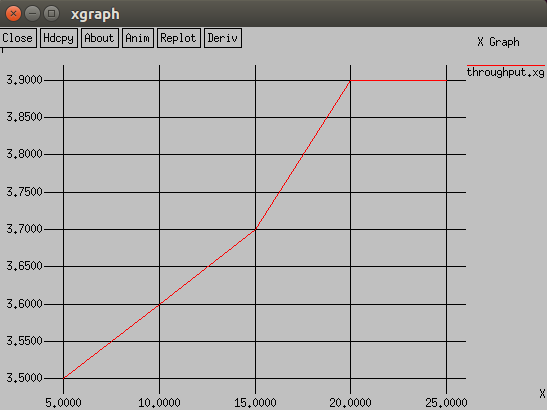 xgraph
Close Hdcpy About Anim Replot Deriv
X Graph
throughput.xg
3.9000
3.8500
3.8000
3.7500
3.7000
3.6500
3.6000
3.5500
3.5000
5.0000 10.0000 15.0000 20.0000 25.0000
X